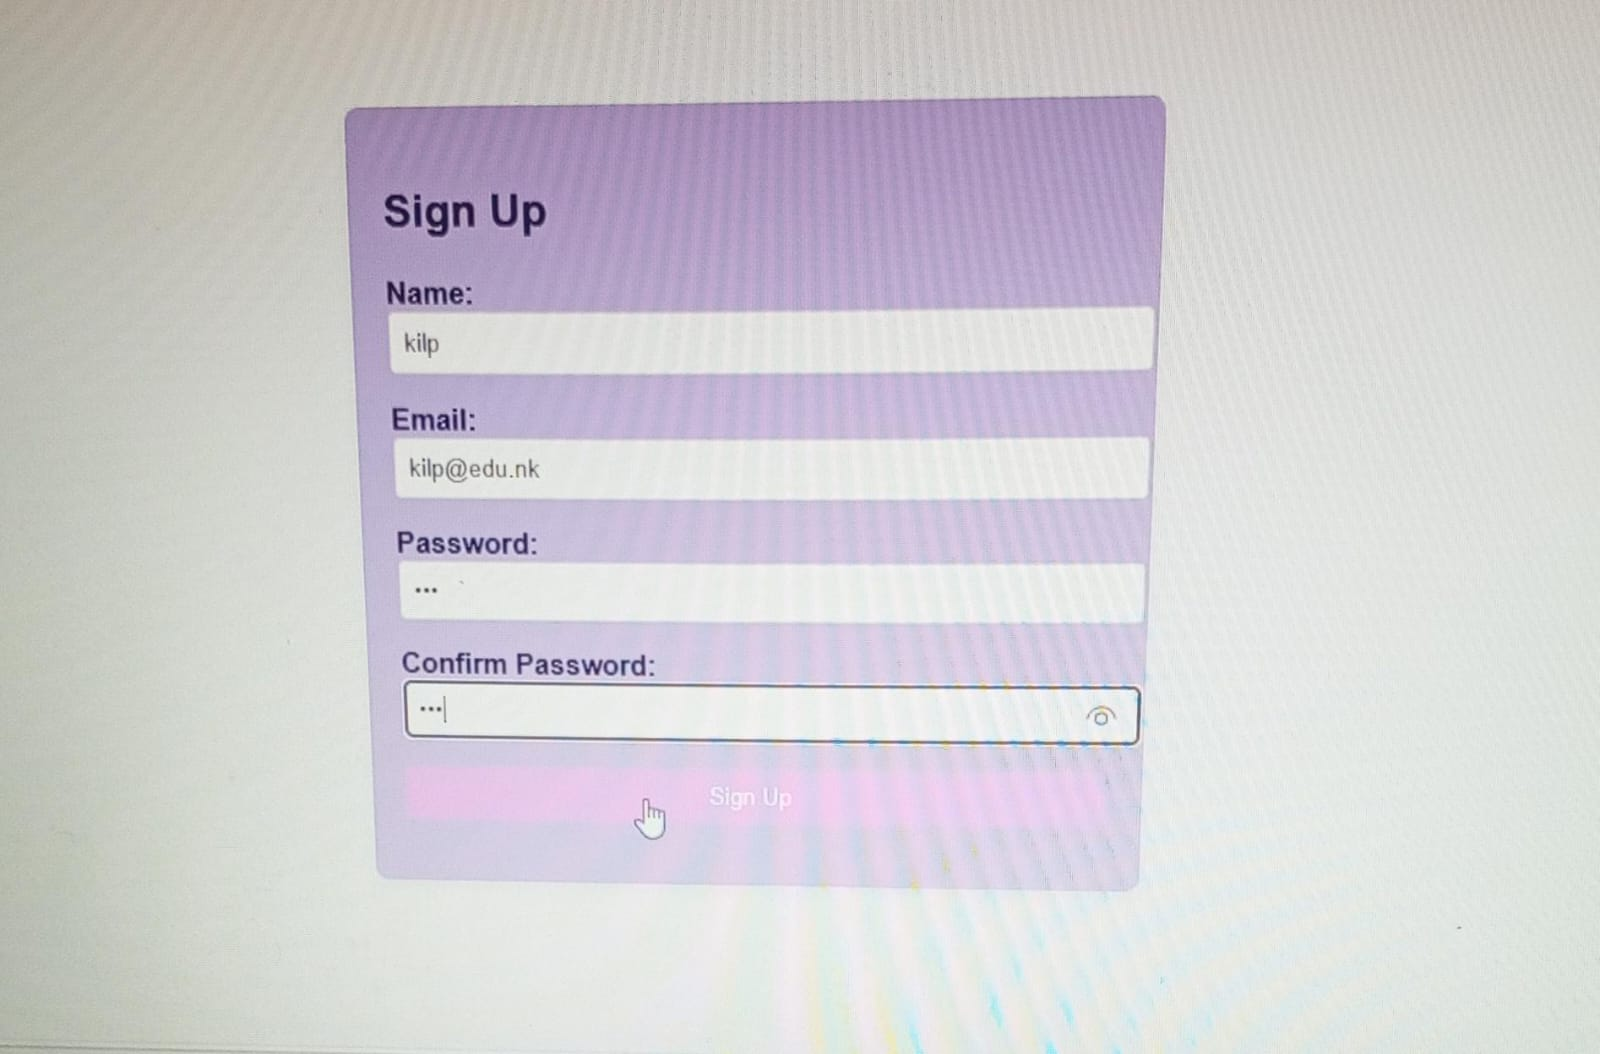 Sign Up
Name:
kilp
Email:
kilp@edu.nk
Password:
•••
Confirm Password:
•••
Sign Up